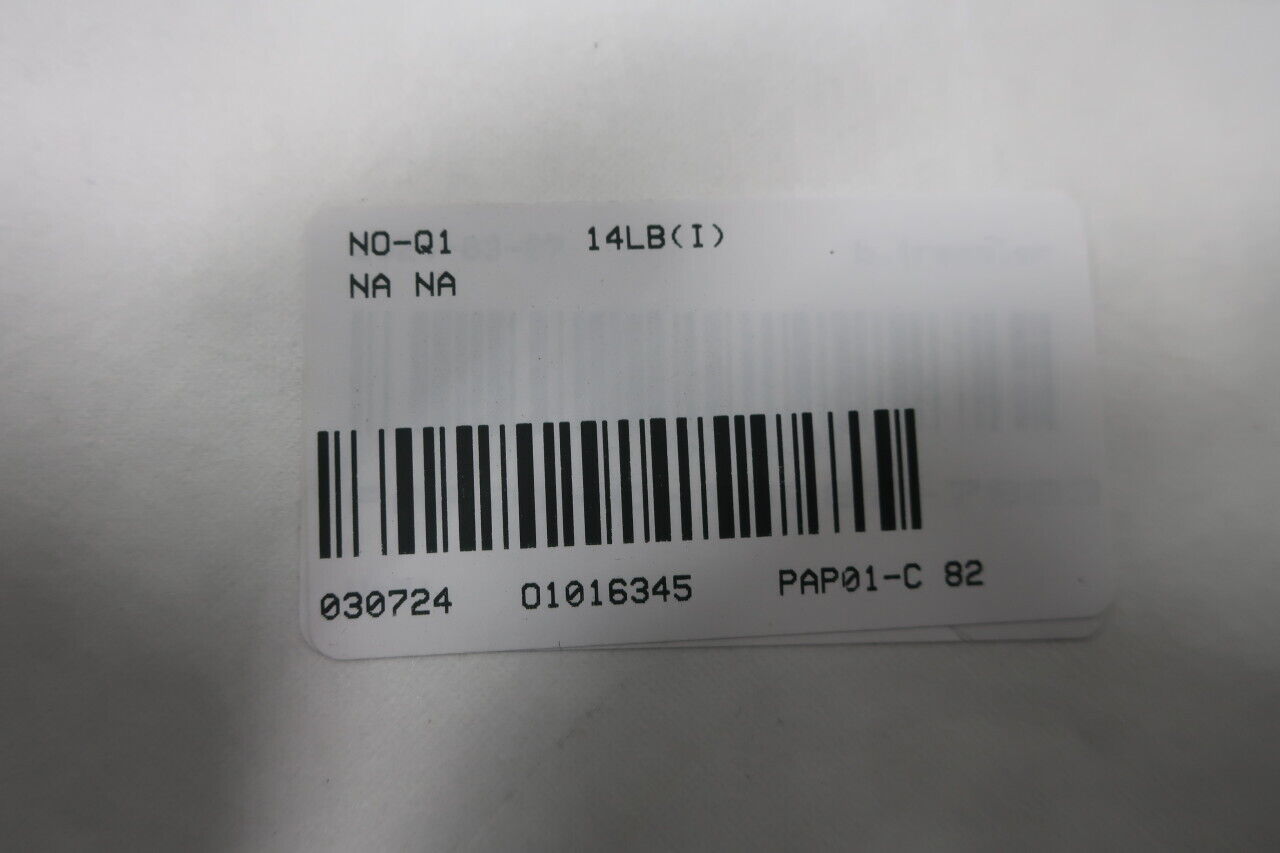 NO-Q1 14LB(I)
NA NA
030724 01016345 PAP01-C 82